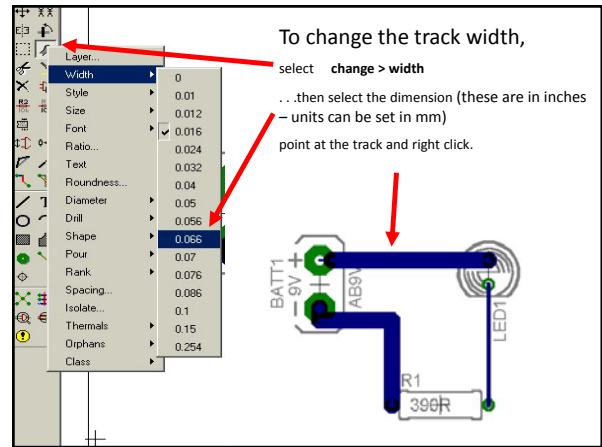 To change the track width,
select change > width
. . .then select the dimension (these are in inches
– units can be set in mm)
point at the track and right click.
Layer...
Width
Style
Size
Font
Ratio...
Text
Roundness...
Diameter
Drill
Shape
Pour
Rank
Spacing...
Isolate...
Thermals
Orphans
Class
0
0.01
0.012
0.016
0.024
0.032
0.04
0.05
0.056
0.066
0.07
0.076
0.086
0.1
0.15
0.254
R2
BATT1
9V
AB9V
LED1
R1
390R